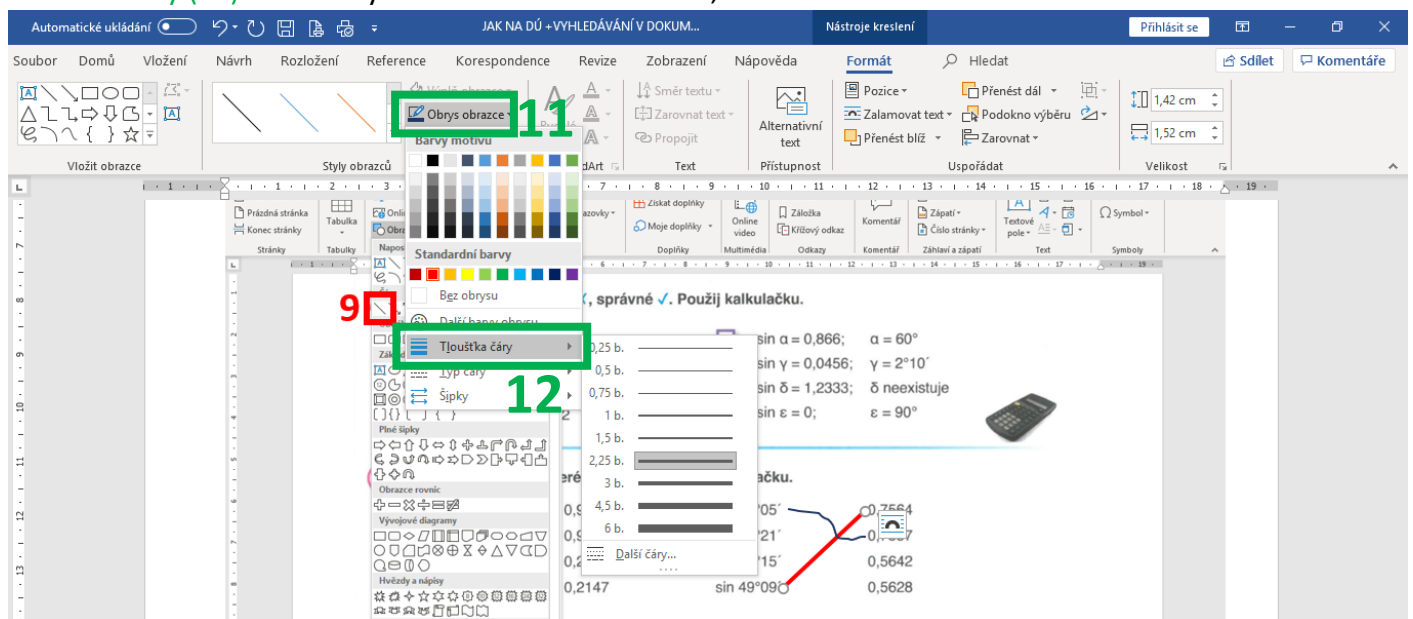 Automatické ukládání
JAK NA DÚ +VYHLEDÁVÁNÍ V DOKUM...
Nástroje kreslení
Přihlásit se
Soubor Domů Vložení Návrh Rozložení Reference Korespondence Revize Zobrazení Nápověda Formát Hledat Sdílet Komentáře
Obrys obrazce
11
Směr textu
Zarovnat text
Propojit
Alternativní
text
Pozice
Zalamovat text
Přenést blíž
Přenést dál
Podokno výběru
Zarovnat
1,42 cm
1,52 cm
Vložit obrazce
Styly obrazců
Text
Přístupnost
Uspořádat
Velikost
Barvy motivu
Standardní barvy
Bez obrysu
Další barvy obrysu
Tloušťka čáry
Typ čáry
Šipky
9
12
0,25 b.
0,5 b.
0,75 b.
1 b.
1,5 b.
2,25 b.
3 b.
4,5 b.
6 b.
Další čáry...
Prázdná stránka
Konec stránky
Stránky
Tabulka
Tabulky
Získat doplňky
Moje doplňky
Doplňky
Online
video
Multimédia
Záložka
Křížový odkaz
Odkazy
Komentář
Komentář
Zápatí
Číslo stránky
Záhlaví a zápatí
Textové
pole
Text
Symbol
Symboly
Plné šipky
Obrazce rovnic
Vývojové diagramy
Hvězdy a nápisy
, správné ✓. Použij kalkulačku.
sin α = 0,866; α = 60°
sin γ = 0,0456; γ = 2°10´
sin δ = 1,2333; δ neexistuje
sin ε = 0; ε = 90°
0,7564
0,5642
0,2147 sin 49°09´ 0,5628